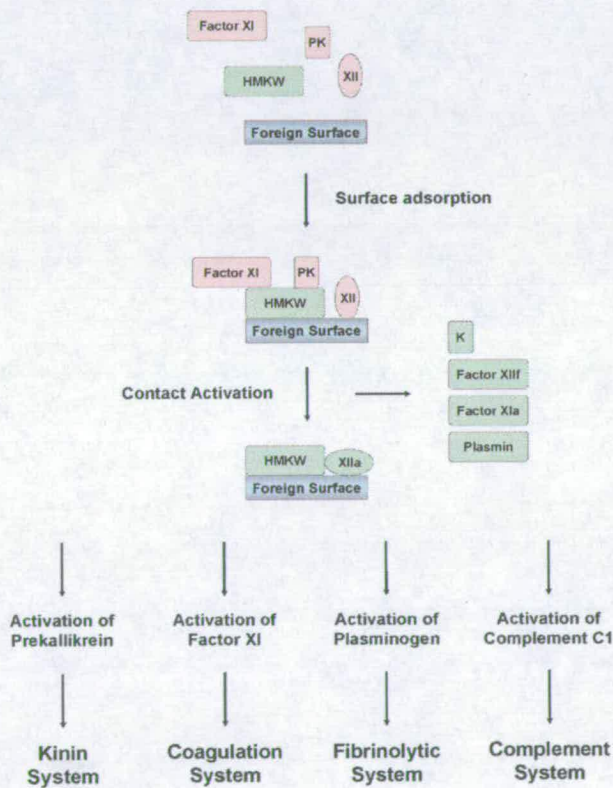 Factor XI
PK
HMKW
XII
Foreign Surface
Surface adsorption
Factor XI
PK
HMKW
XII
Foreign Surface
K
Factor XIIf
Factor XIa
Plasmin
Contact Activation
HMKW
XIIa
Foreign Surface
Activation of
Prekallikrein
Activation of
Factor XI
Activation of
Plasminogen
Activation of
Complement C1
Kinin
System
Coagulation
System
Fibrinolytic
System
Complement
System